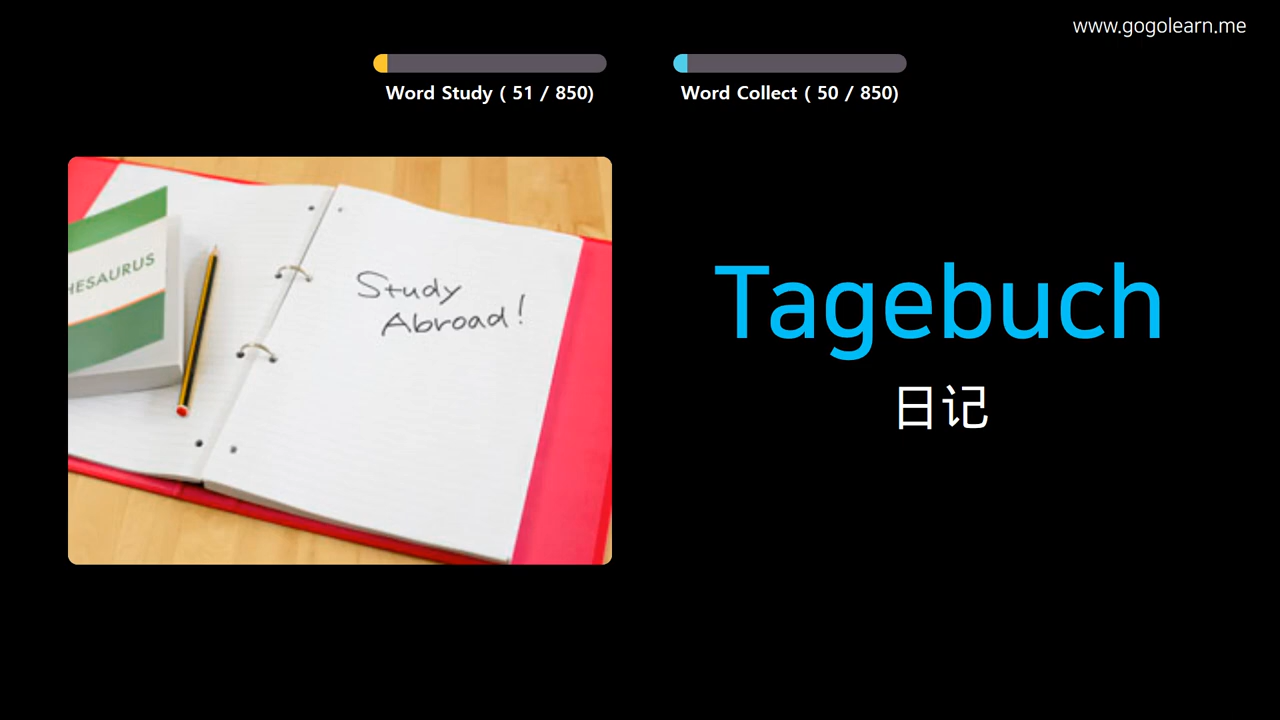 www.gogolearn.me
Word Study ( 51 / 850)
Word Collect ( 50 / 850)
HESAURUS
Study
Abroad!
Tagebuch
日记